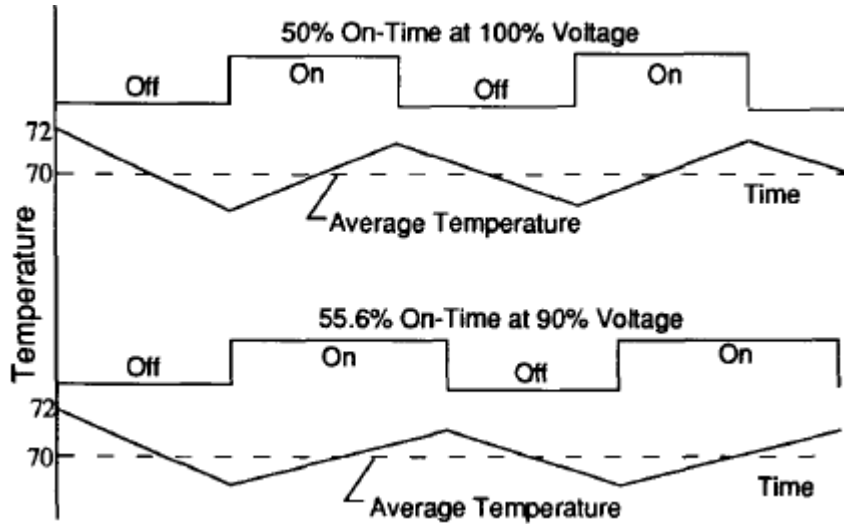 50% On-Time at 100% Voltage
Off
On
Off
On
72
70
Time
Average Temperature
Temperature
55.6% On-Time at 90% Voltage
Off
On
Off
On
72
70
Time
Average Temperature